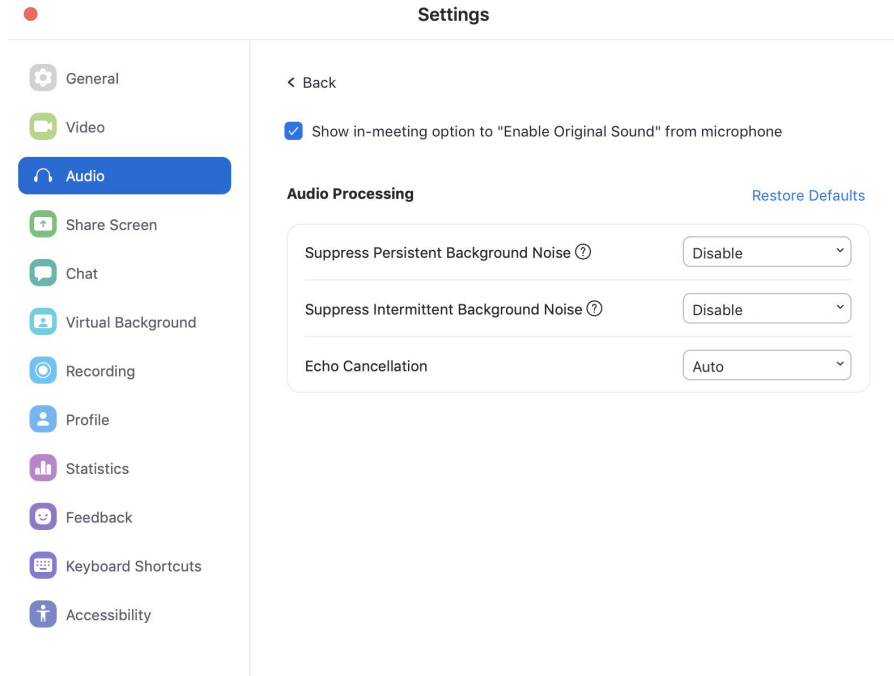 Settings
General
Video
Audio
Share Screen
Chat
Virtual Background
Recording
Profile
Statistics
Feedback
Keyboard Shortcuts
Accessibility
Back
Show in-meeting option to "Enable Original Sound" from microphone
Audio Processing
Restore Defaults
Suppress Persistent Background Noise ? Disable
Suppress Intermittent Background Noise ? Disable
Echo Cancellation Auto